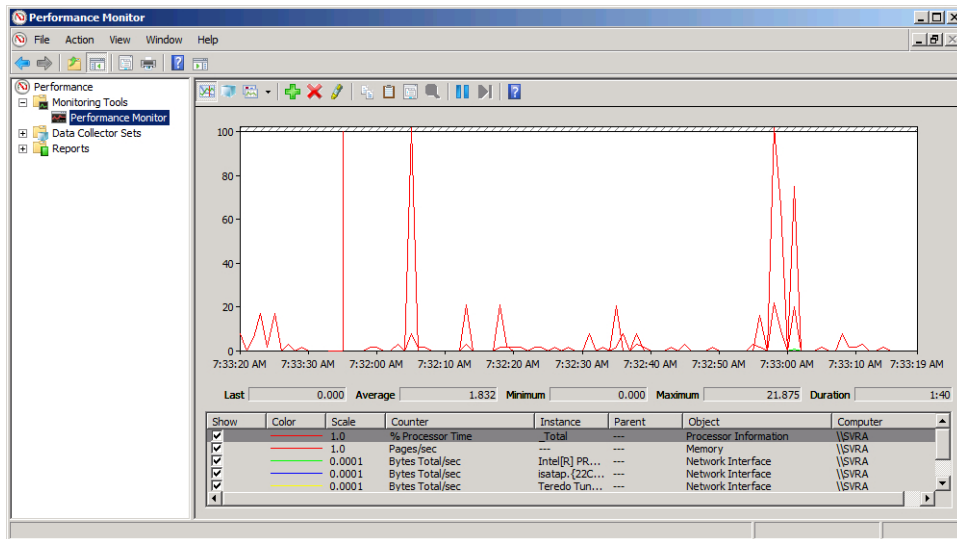 Performance Monitor
File Action View Window Help
Performance
Monitoring Tools
Performance Monitor
Data Collector Sets
Reports
100
80
60
40
20
0
7:33:20 AM 7:33:30 AM 7:32:00 AM 7:32:10 AM 7:32:20 AM 7:32:30 AM 7:32:40 AM 7:32:50 AM 7:33:00 AM 7:33:10 AM 7:33:19 AM
Last 0.000 Average 1.832 Minimum 0.000 Maximum 21.875 Duration 1:40
Show Color Scale Counter Instance Parent Object Computer
1.0 % Processor Time _Total --- Processor Information \\SVRA
1.0 Pages/sec --- --- Memory \\SVRA
0.0001 Bytes Total/sec Intel[R] PR... --- Network Interface \\SVRA
0.0001 Bytes Total/sec isatap.{22C... --- Network Interface \\SVRA
0.0001 Bytes Total/sec Teredo Tun... --- Network Interface \\SVRA